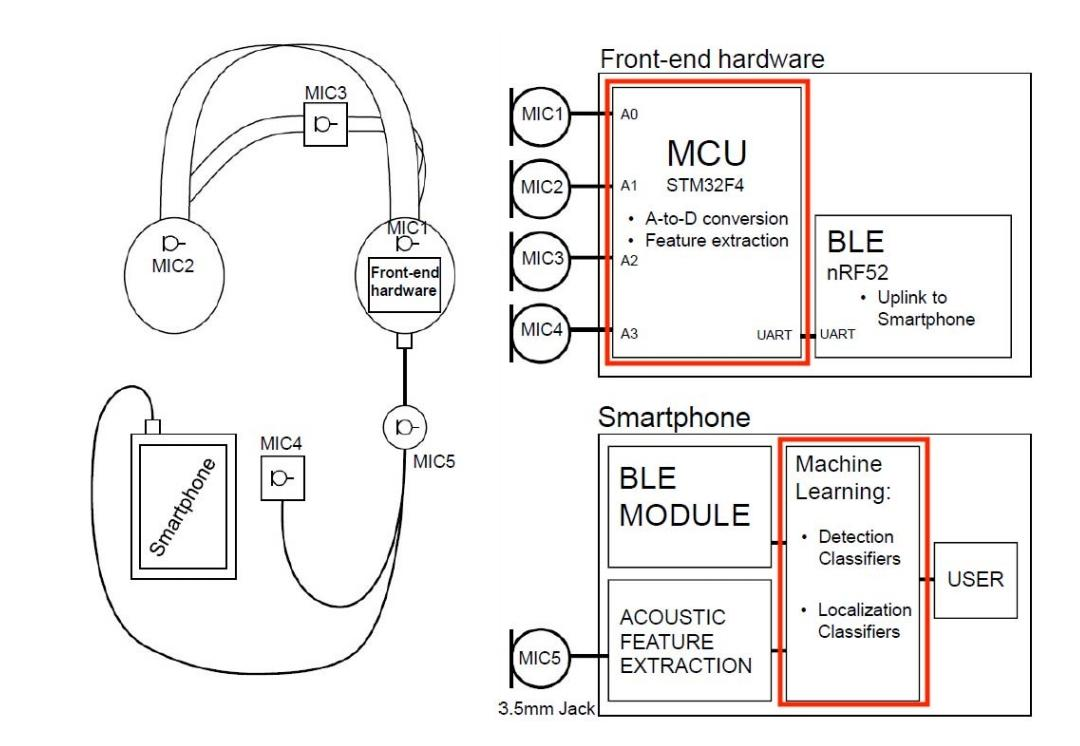 MIC3
MIC1
MIC2
Front-end
hardware
Smartphone
MIC4
MIC5
Front-end hardware
MIC1
A0
MCU
STM32F4
MIC2
A1
• A-to-D conversion
• Feature extraction
MIC3
A2
MIC4
A3
UART
UART
BLE
nRF52
• Uplink to
Smartphone
Smartphone
BLE
MODULE
Machine
Learning:
• Detection
Classifiers
• Localization
Classifiers
USER
ACOUSTIC
FEATURE
EXTRACTION
MIC5
3.5mm Jack